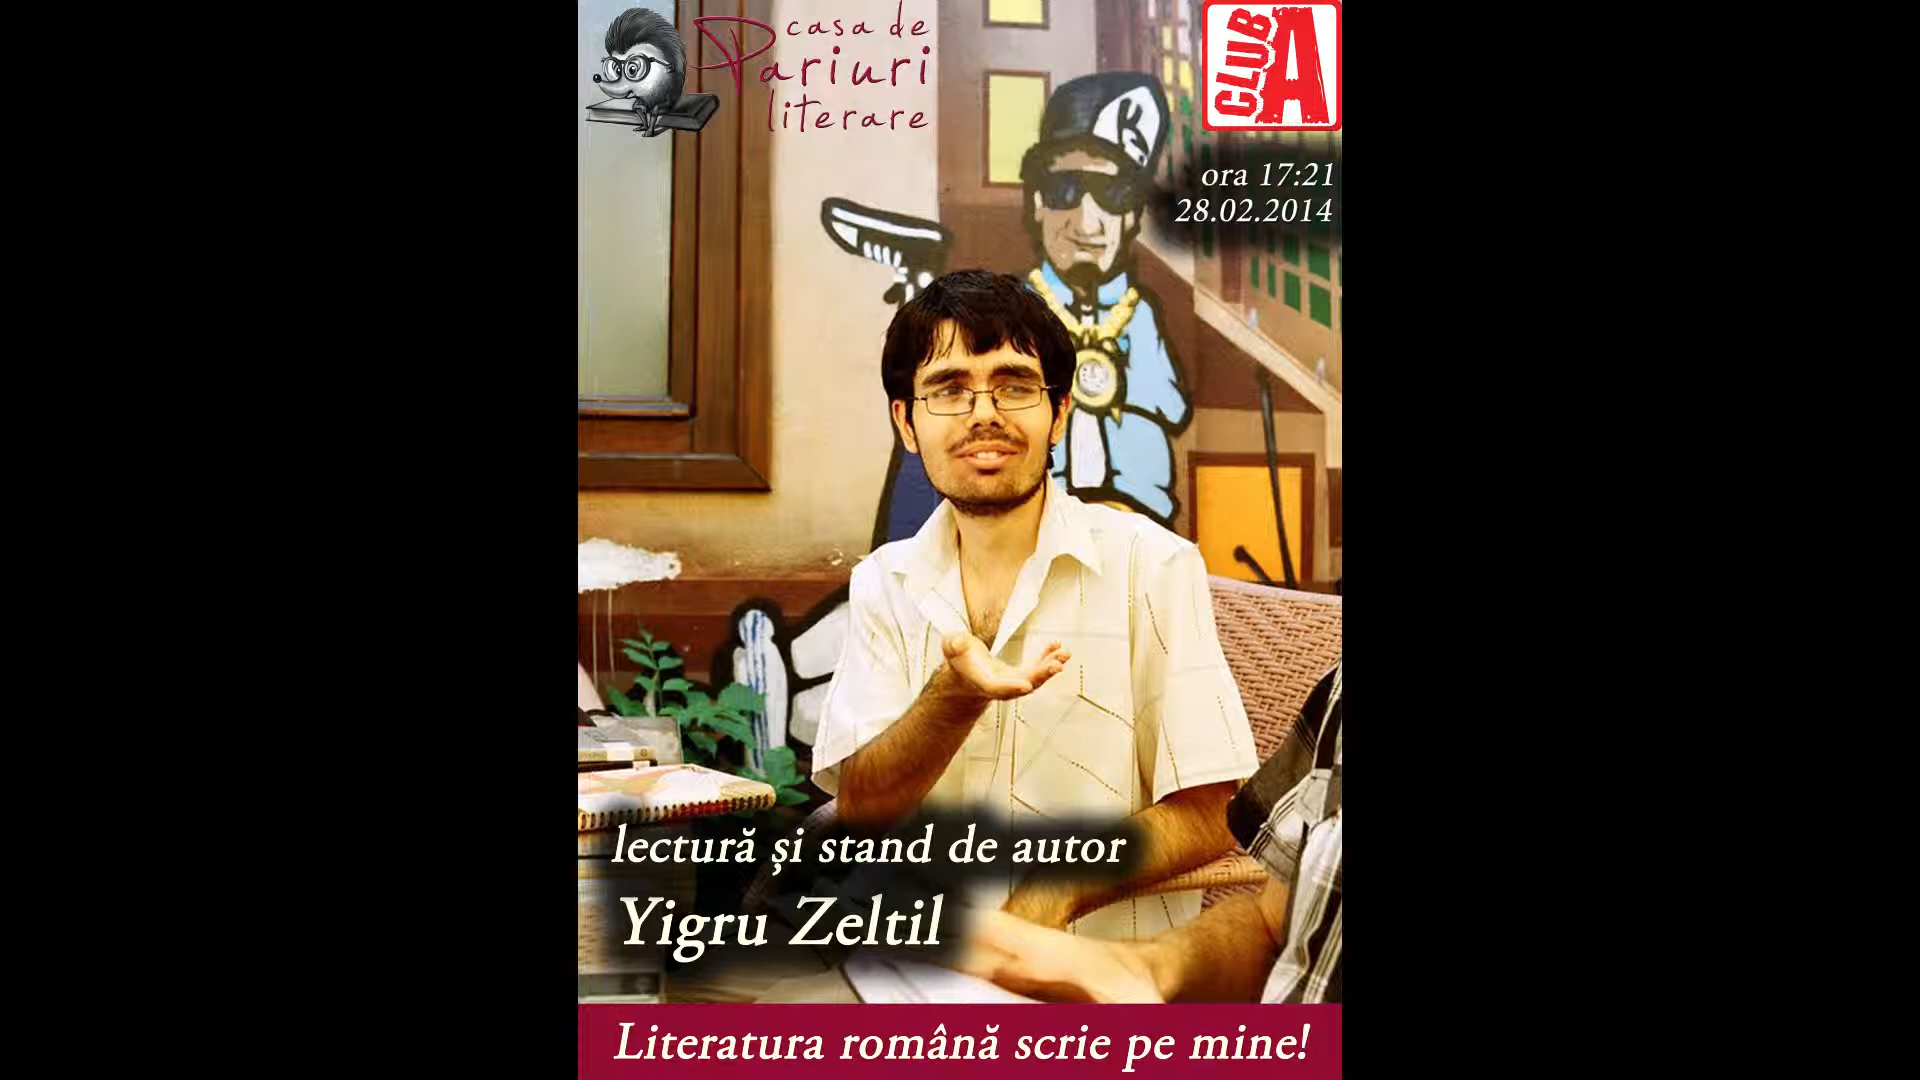 casa de
Pariuri
literare
CLUB A
ora 17:21
28.02.2014
lectură și stand de autor
Yigru Zeltil
Literatura română scrie pe mine!